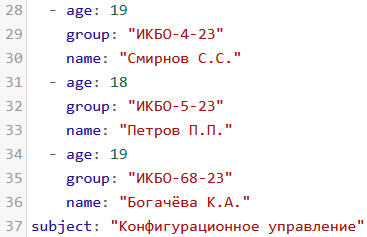 28 - age: 19
29 group: "ИКБО-4-23"
30 name: "Смирнов С.С."
31 - age: 18
32 group: "ИКБО-5-23"
33 name: "Петров П.П."
34 - age: 19
35 group: "ИКБО-68-23"
36 name: "Богачёва К.А."
37 subject: "Конфигурационное управление"